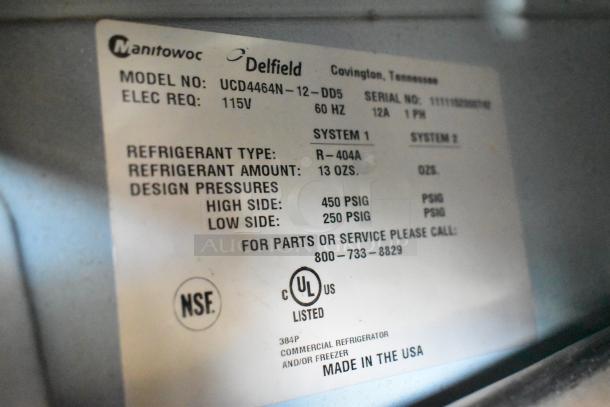 Manitowoc Delfield Covington, Tennessee
MODEL NO: UCD4464N-12-DD5 SERIAL NO:
ELEC REQ: 115V 60 HZ 12A 1 PH
SYSTEM 1 SYSTEM 2
REFRIGERANT TYPE: R-404A
REFRIGERANT AMOUNT: 13 OZS. OZS.
DESIGN PRESSURES
HIGH SIDE: 450 PSIG PSIG
LOW SIDE: 250 PSIG PSIG
FOR PARTS OR SERVICE PLEASE CALL:
800-733-8829
NSF.
C UL US
LISTED
384P
COMMERCIAL REFRIGERATOR
AND/OR FREEZER
MADE IN THE USA